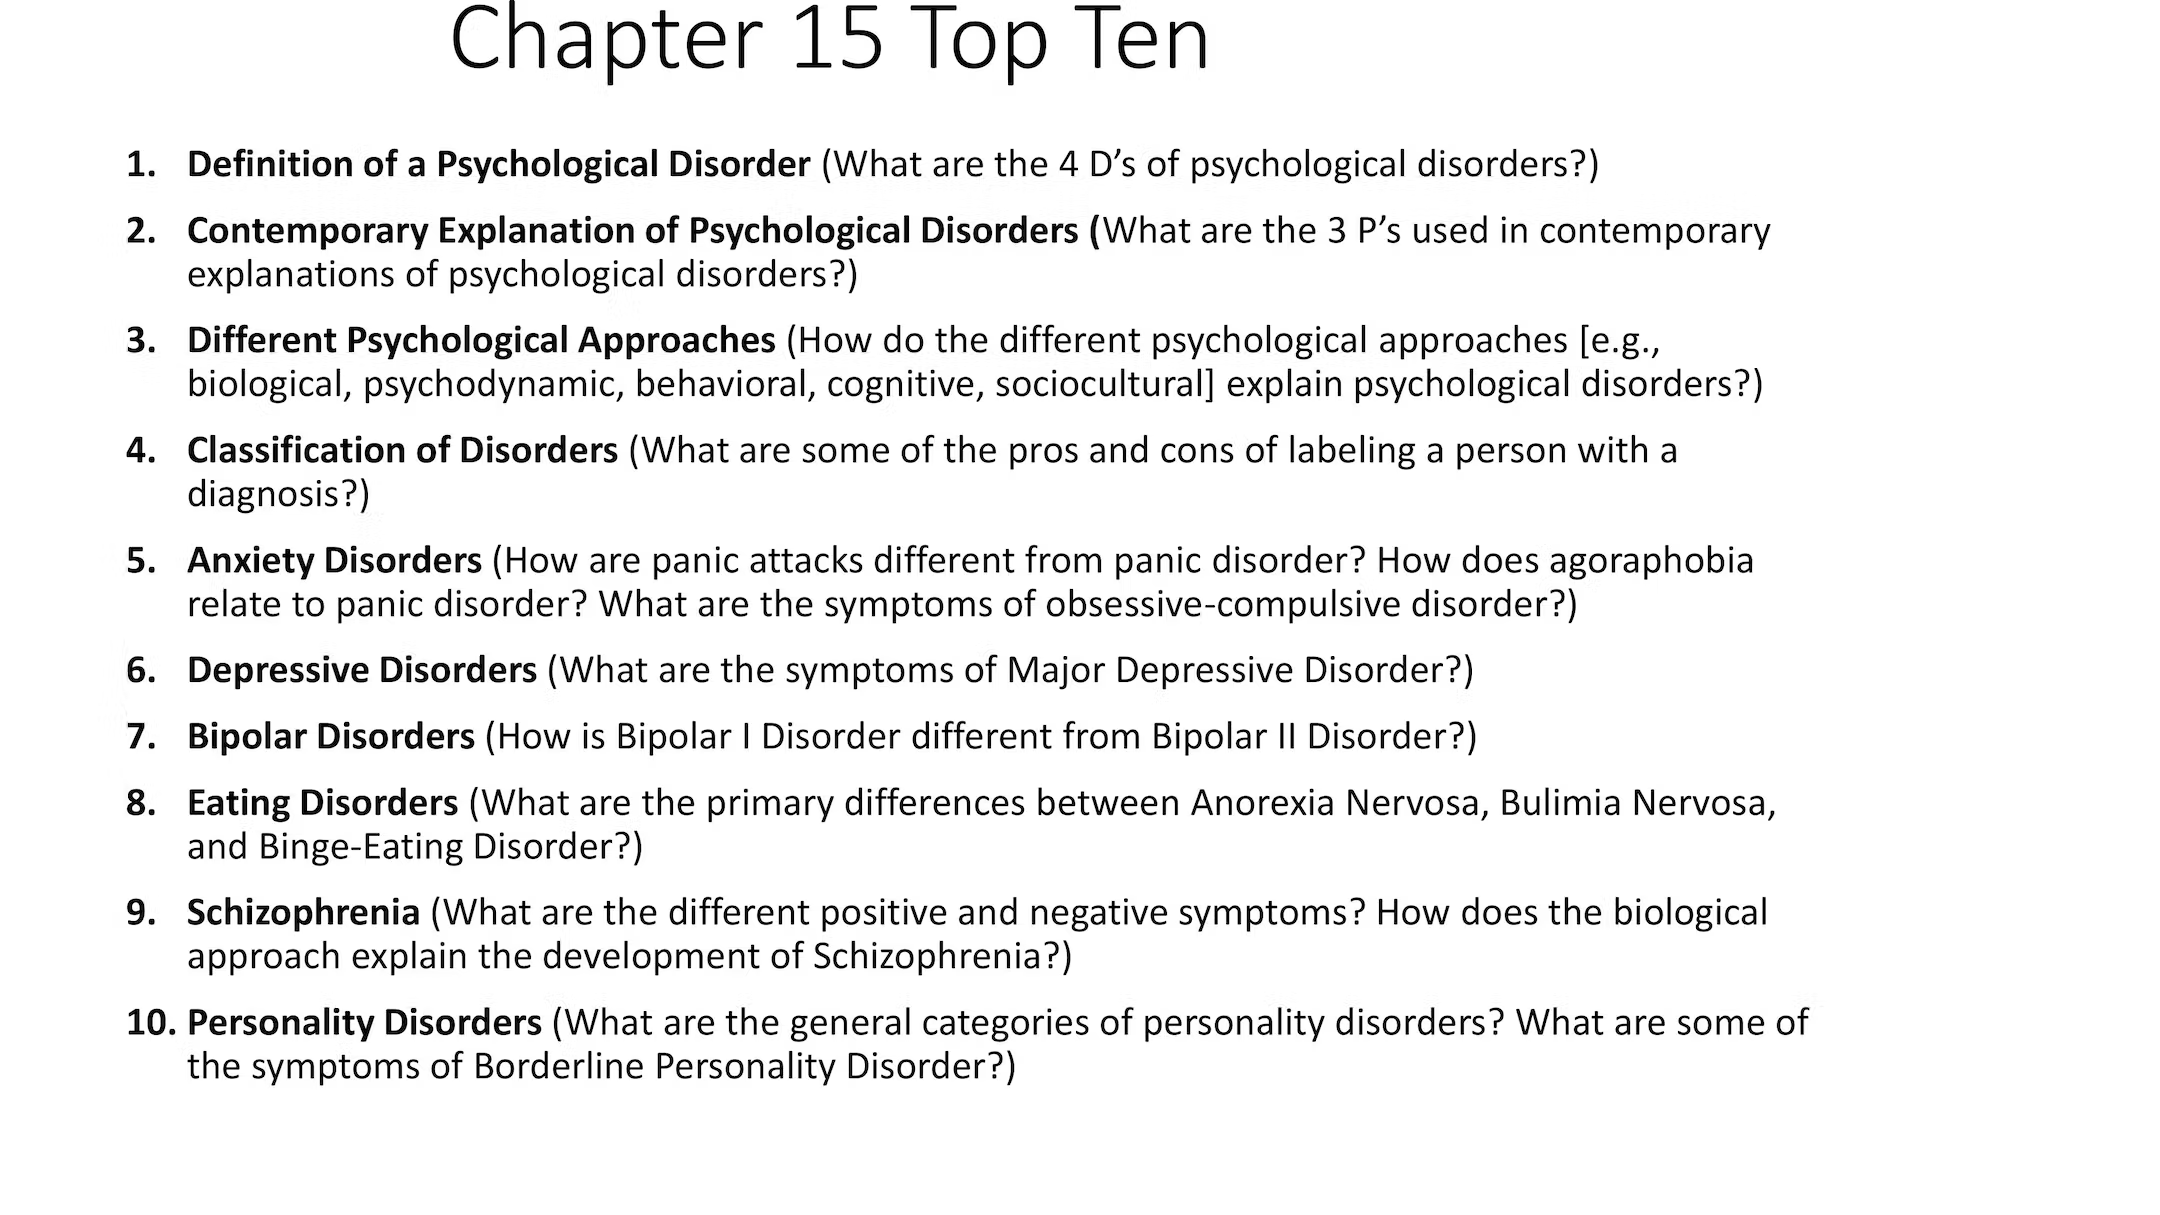 Chapter 15 Top Ten
1. Definition of a Psychological Disorder (What are the 4 D’s of psychological disorders?)
2. Contemporary Explanation of Psychological Disorders (What are the 3 P’s used in contemporary
explanations of psychological disorders?)
3. Different Psychological Approaches (How do the different psychological approaches [e.g.,
biological, psychodynamic, behavioral, cognitive, sociocultural] explain psychological disorders?)
4. Classification of Disorders (What are some of the pros and cons of labeling a person with a
diagnosis?)
5. Anxiety Disorders (How are panic attacks different from panic disorder? How does agoraphobia
relate to panic disorder? What are the symptoms of obsessive-compulsive disorder?)
6. Depressive Disorders (What are the symptoms of Major Depressive Disorder?)
7. Bipolar Disorders (How is Bipolar I Disorder different from Bipolar II Disorder?)
8. Eating Disorders (What are the primary differences between Anorexia Nervosa, Bulimia Nervosa,
and Binge-Eating Disorder?)
9. Schizophrenia (What are the different positive and negative symptoms? How does the biological
approach explain the development of Schizophrenia?)
10. Personality Disorders (What are the general categories of personality disorders? What are some of
the symptoms of Borderline Personality Disorder?)